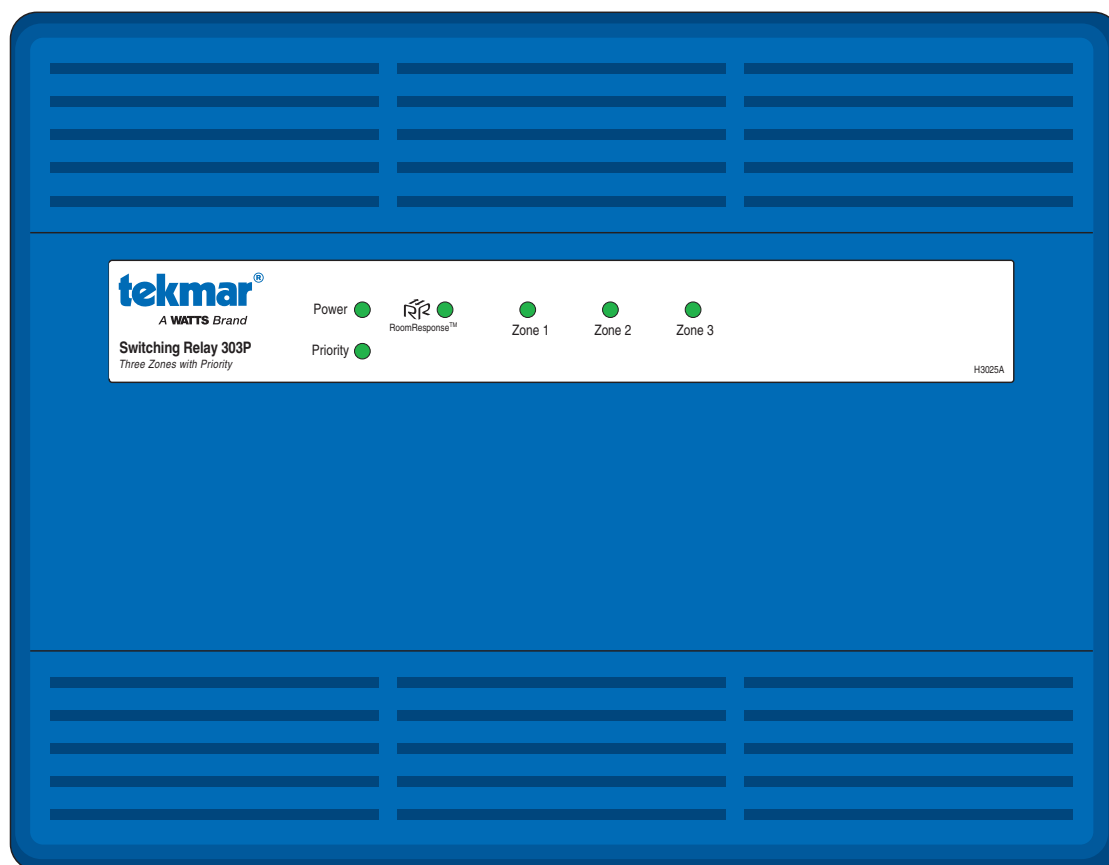 tekmar®
A WATTS Brand
Switching Relay 303P
Three Zones with Priority
Power
Priority
RoomResponse™
Zone 1
Zone 2
Zone 3
H3025A